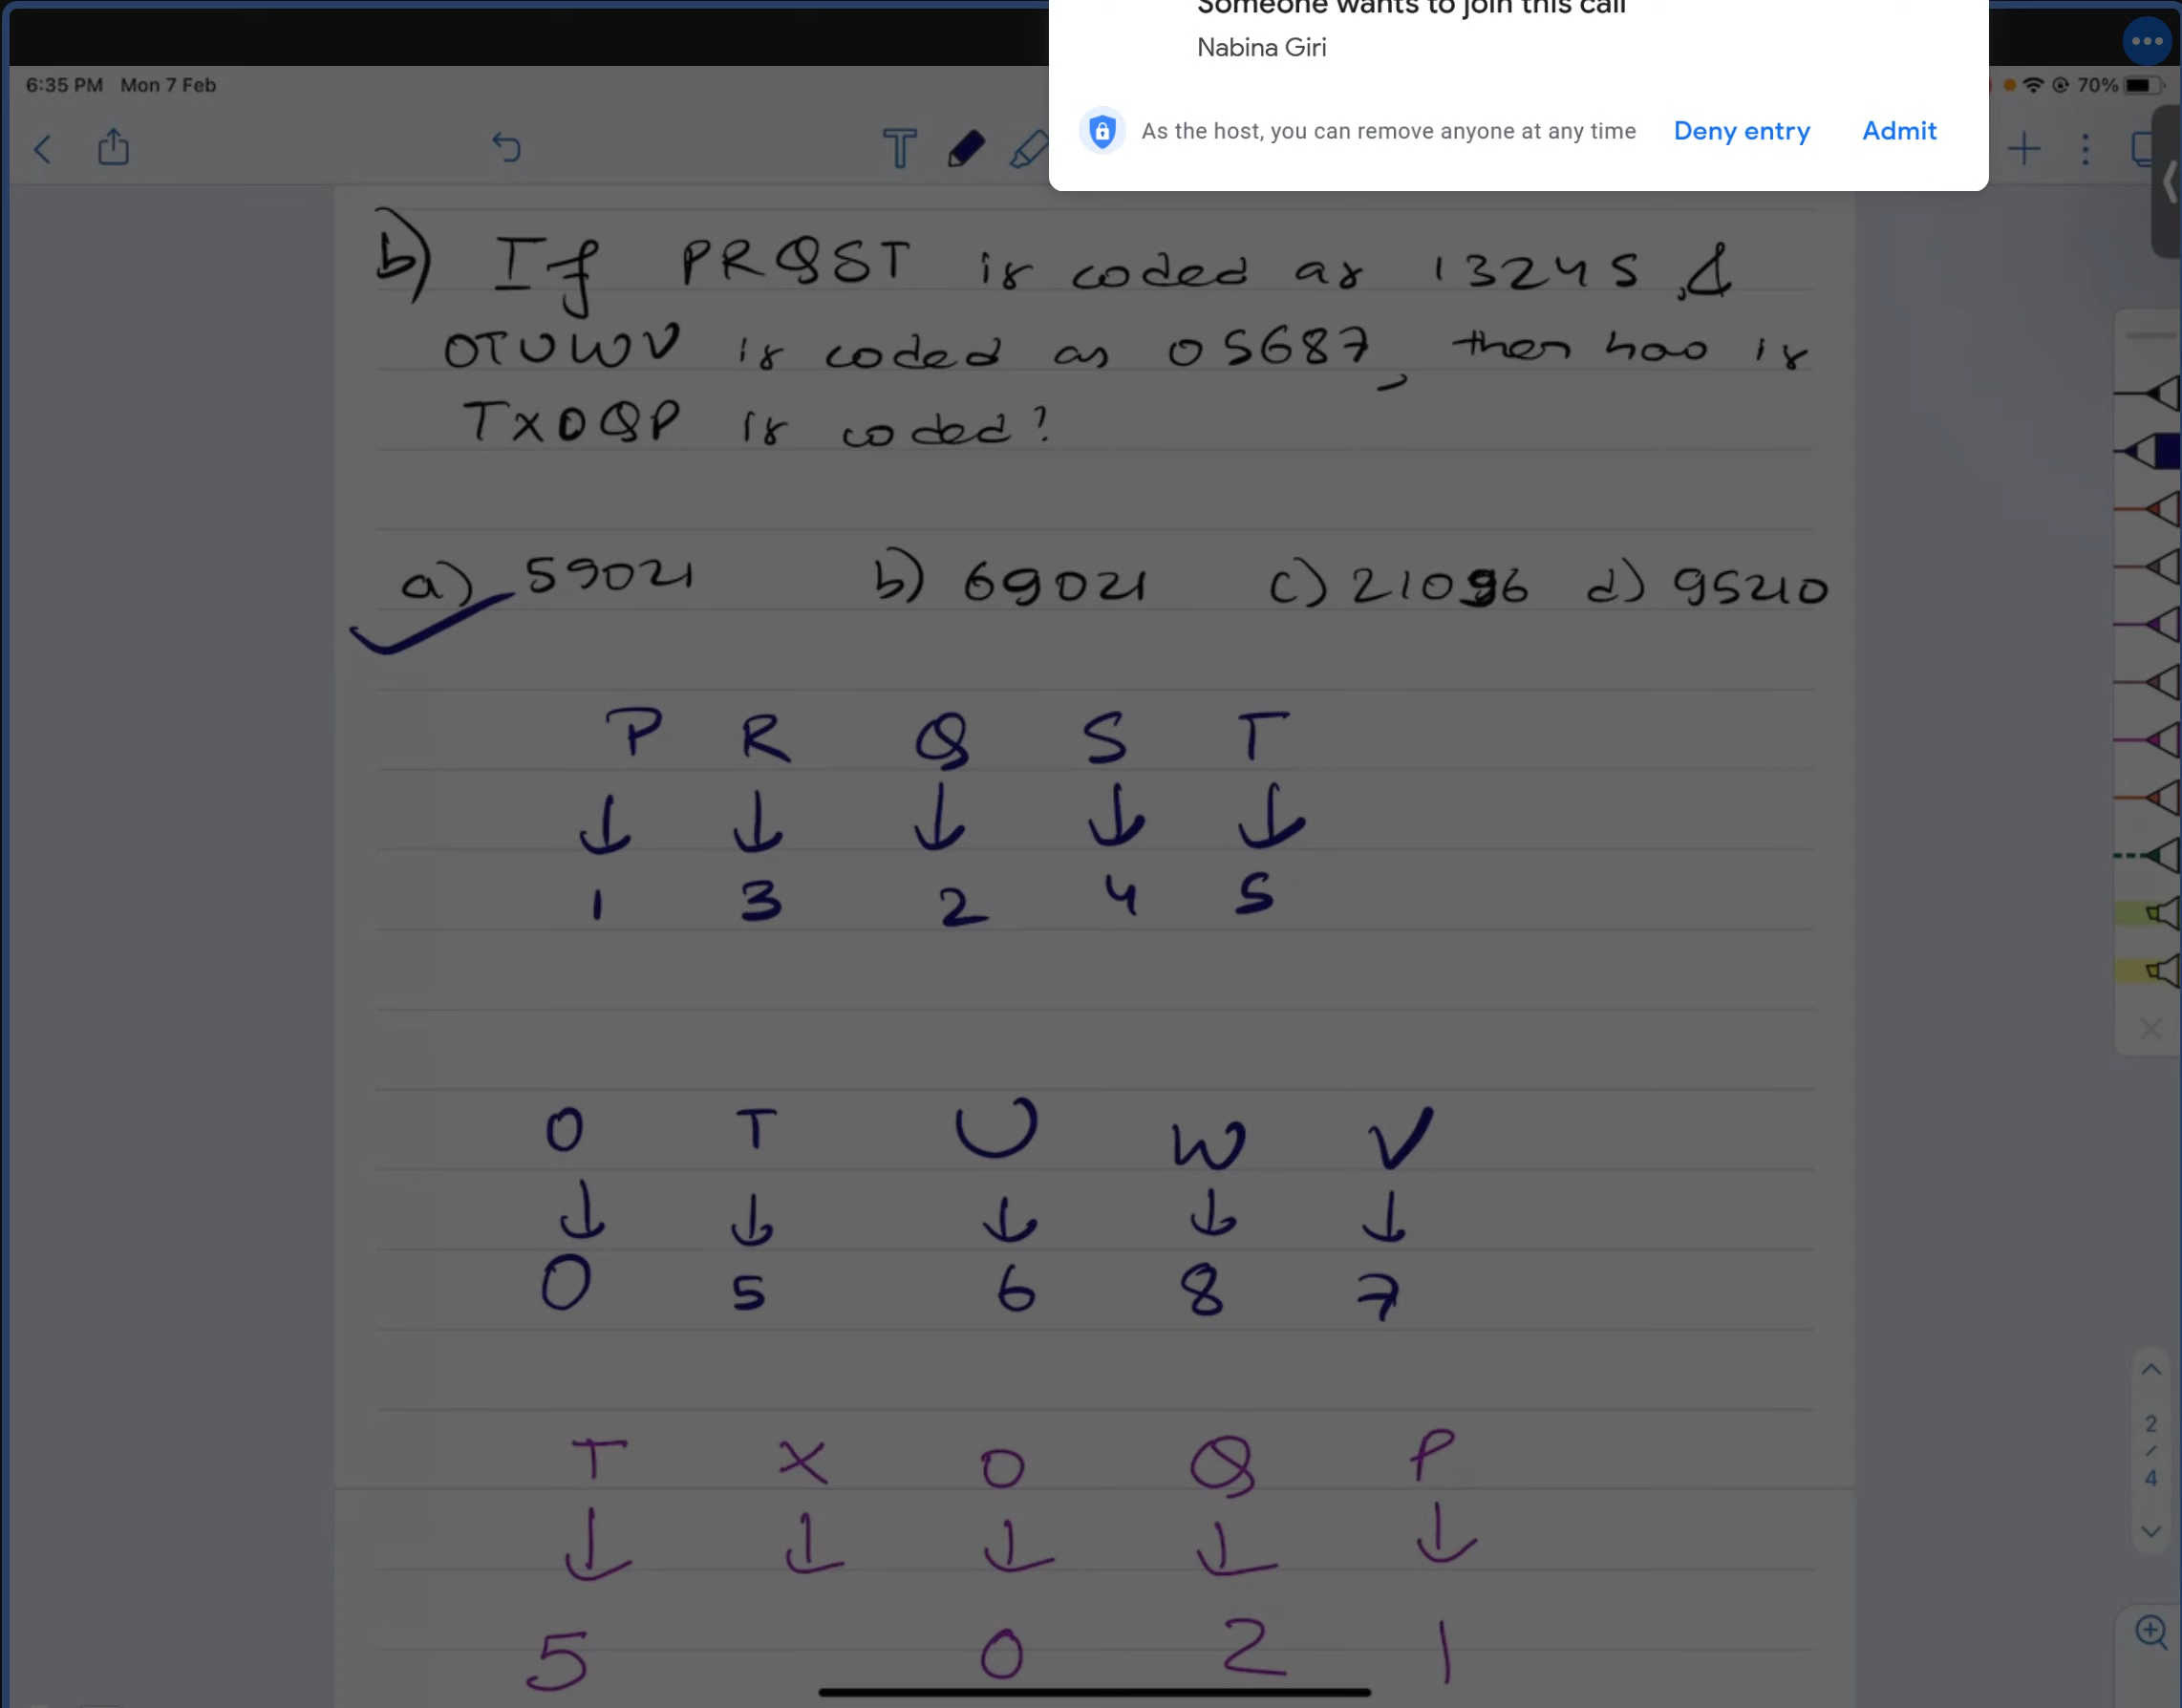 Someone wants to join this call
Nabina Giri
As the host, you can remove anyone at any time Deny entry Admit
6:35 PM Mon 7 Feb
70%
T
b) If PRQST is coded as 13245, &
OTUWV is coded as 05687, then how is
TXOQP is coded?
a) 59021 b) 69021 c) 21096 d) 95210
P R Q S T
↓ ↓ ↓ ↓ ↓
1 3 2 4 5
O T U W V
↓ ↓ ↓ ↓ ↓
0 5 6 8 7
T X O Q P
↓ ↓ ↓ ↓ ↓
5 0 2 1
2
/
4